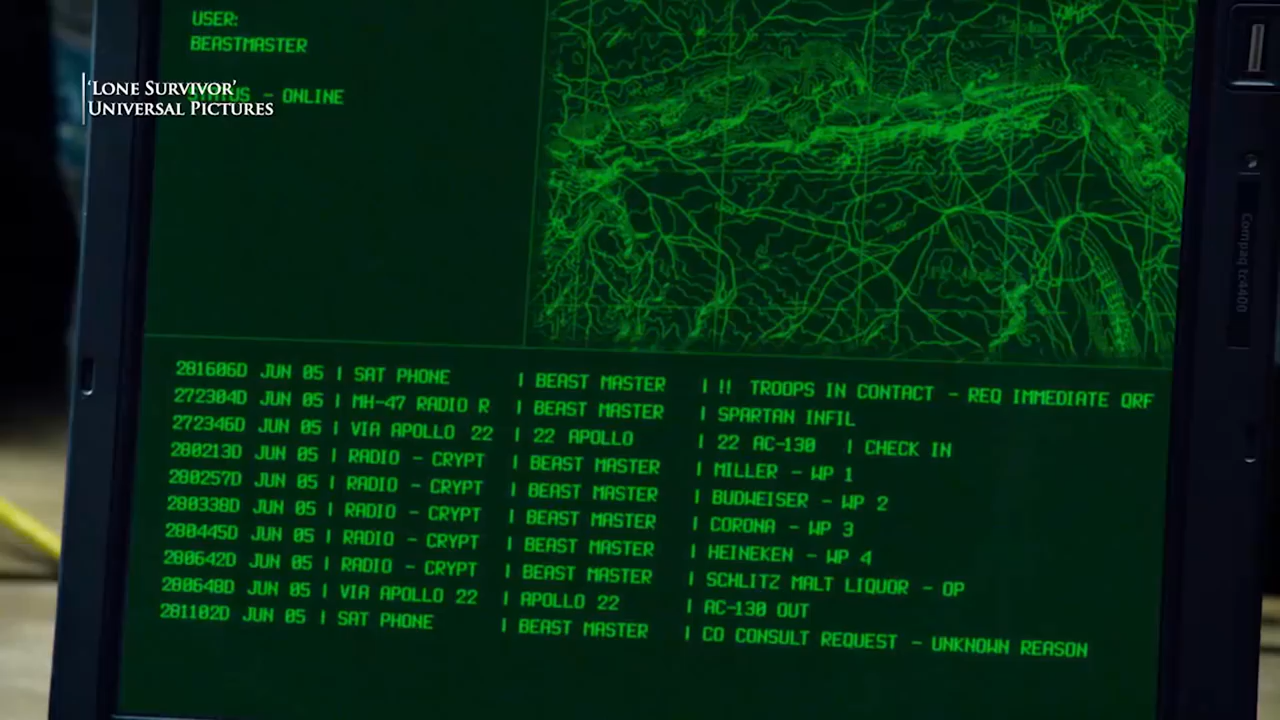 USER:
BEASTMASTER
STATUS - ONLINE
'LONE SURVIVOR'
UNIVERSAL PICTURES
Compaq tc4400
281606D JUN 05 | SAT PHONE | BEAST MASTER | !! TROOPS IN CONTACT - REQ IMMEDIATE QRF
272304D JUN 05 | MH-47 RADIO R | BEAST MASTER | SPARTAN INFIL
272346D JUN 05 | VIA APOLLO 22 | 22 APOLLO | 22 AC-130 | CHECK IN
280213D JUN 05 | RADIO - CRYPT | BEAST MASTER | MILLER - WP 1
280257D JUN 05 | RADIO - CRYPT | BEAST MASTER | BUDWEISER - WP 2
280338D JUN 05 | RADIO - CRYPT | BEAST MASTER | CORONA - WP 3
280445D JUN 05 | RADIO - CRYPT | BEAST MASTER | HEINEKEN - WP 4
280642D JUN 05 | RADIO - CRYPT | BEAST MASTER | SCHLITZ MALT LIQUOR - OP
280648D JUN 05 | VIA APOLLO 22 | APOLLO 22 | AC-130 OUT
281102D JUN 05 | SAT PHONE | BEAST MASTER | CO CONSULT REQUEST - UNKNOWN REASON